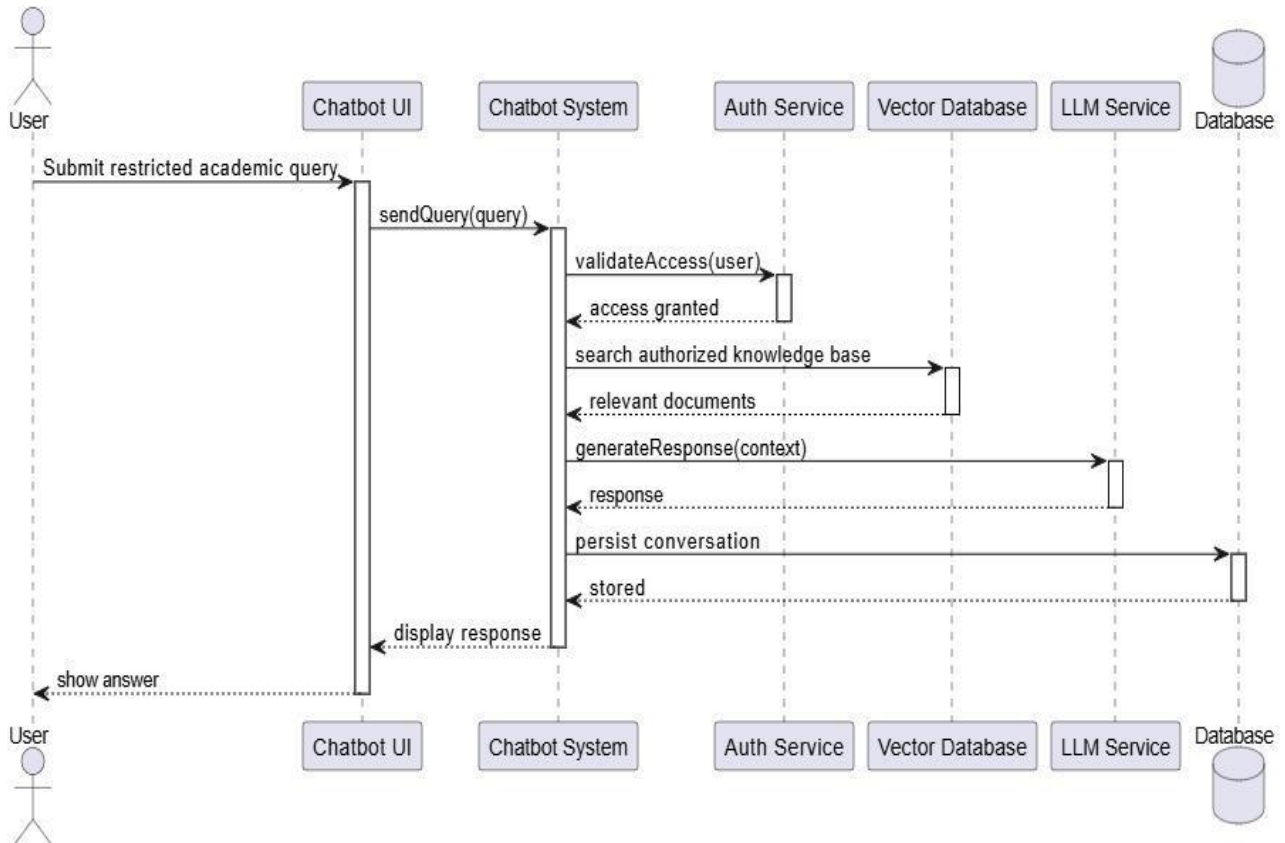 User
Chatbot UI
Chatbot System
Auth Service
Vector Database
LLM Service
Database
Submit restricted academic query
sendQuery(query)
validateAccess(user)
access granted
search authorized knowledge base
relevant documents
generateResponse(context)
response
persist conversation
stored
display response
show answer
User
Chatbot UI
Chatbot System
Auth Service
Vector Database
LLM Service
Database